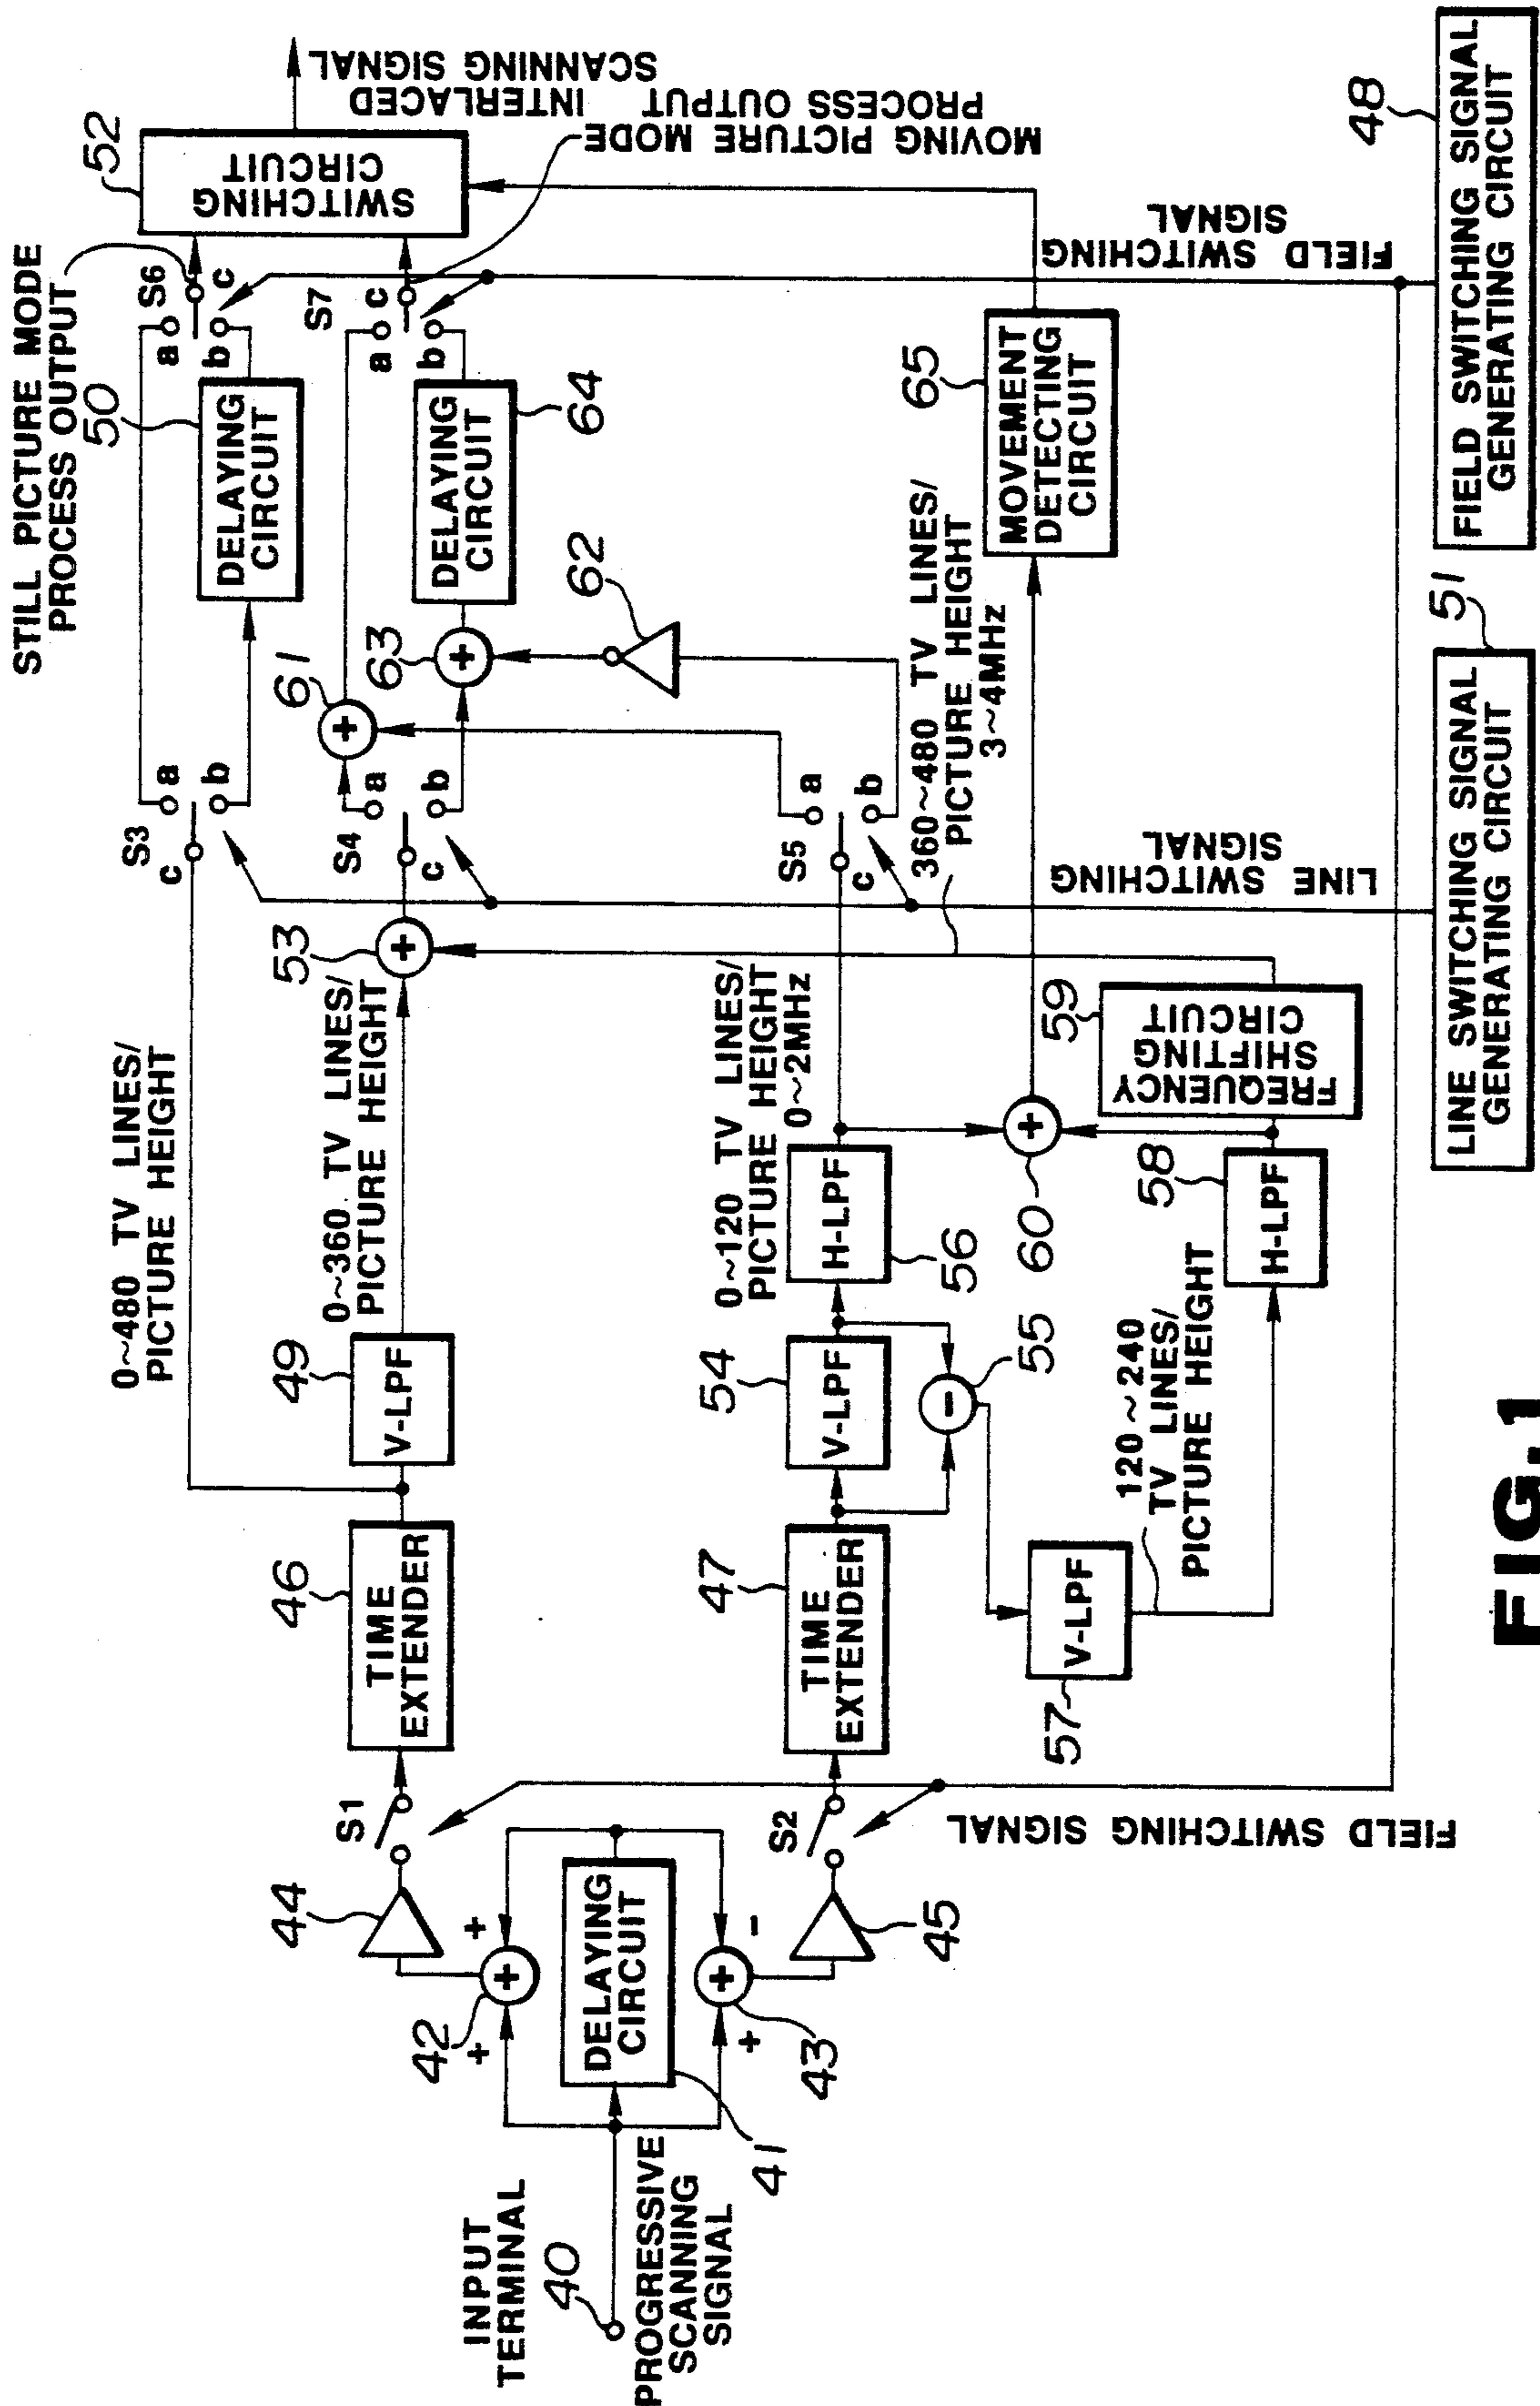 STILL PICTURE MODE
PROCESS OUTPUT
52
SWITCHING
CIRCUIT
INTERLACED
SCANNING SIGNAL
MOVING PICTURE MODE
PROCESS OUTPUT
50
DELAYING
CIRCUIT
S6
a
b
c
S7
a
b
c
DELAYING
CIRCUIT
64
61
+
63
+
62
S3
a
b
c
S4
a
b
c
S5
a
b
c
0~480 TV LINES/
PICTURE HEIGHT
53
+
0~360 TV LINES/
PICTURE HEIGHT
49
V-LPF
46
TIME
EXTENDER
S1
44
42
+
+
+
DELAYING
CIRCUIT
41
43
+
+
-
45
INPUT
TERMINAL
40
PROGRESSIVE
SCANNING
SIGNAL
S2
47
TIME
EXTENDER
54
V-LPF
55
-
H-LPF
56
0~120 TV LINES/
PICTURE HEIGHT
0~2MHz
57
V-LPF
120~240
TV LINES/
PICTURE HEIGHT
58
H-LPF
60
+
59
FREQUENCY
SHIFTING
CIRCUIT
360~480 TV LINES/
PICTURE HEIGHT
3~4MHz
65
MOVEMENT
DETECTING
CIRCUIT
FIELD SWITCHING
SIGNAL
LINE SWITCHING
SIGNAL
FIELD SWITCHING SIGNAL
48
FIELD SWITCHING SIGNAL
GENERATING CIRCUIT
51
LINE SWITCHING SIGNAL
GENERATING CIRCUIT
FIG.1